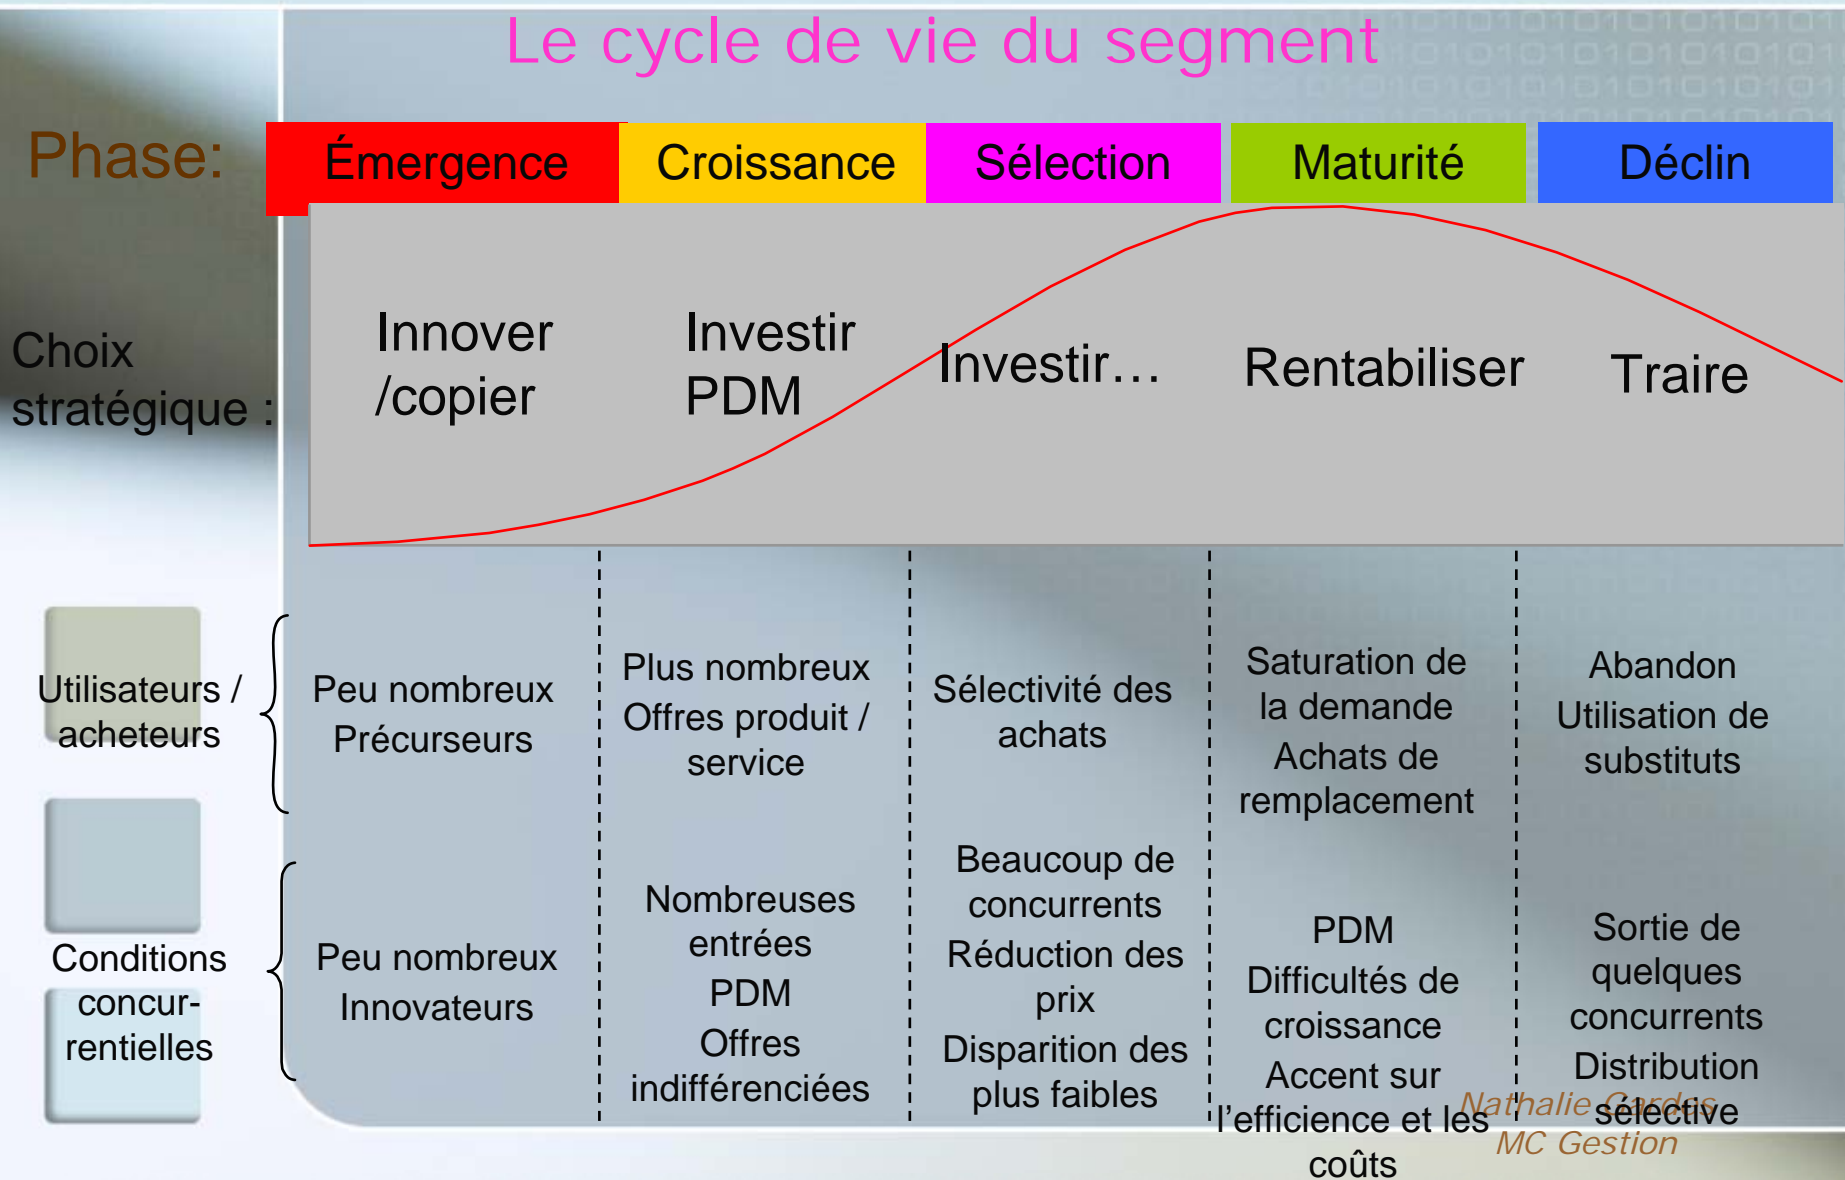 Le cycle de vie du segment
Phase:
Émergence
Croissance
Sélection
Maturité
Déclin
Choix
stratégique :
Innover
/copier
Investir
PDM
Investir…
Rentabiliser
Traire
Utilisateurs /
acheteurs
Peu nombreux
Précurseurs
Plus nombreux
Offres produit /
service
Sélectivité des
achats
Saturation de
la demande
Achats de
remplacement
Abandon
Utilisation de
substituts
Conditions
concur-
rentielles
Peu nombreux
Innovateurs
Nombreuses
entrées
PDM
Offres
indifférenciées
Beaucoup de
concurrents
Réduction des
prix
Disparition des
plus faibles
PDM
Difficultés de
croissance
Accent sur
l’efficience et les
coûts
Sortie de
quelques
concurrents
Distribution
sélective
Nathalie Gardes
MC Gestion